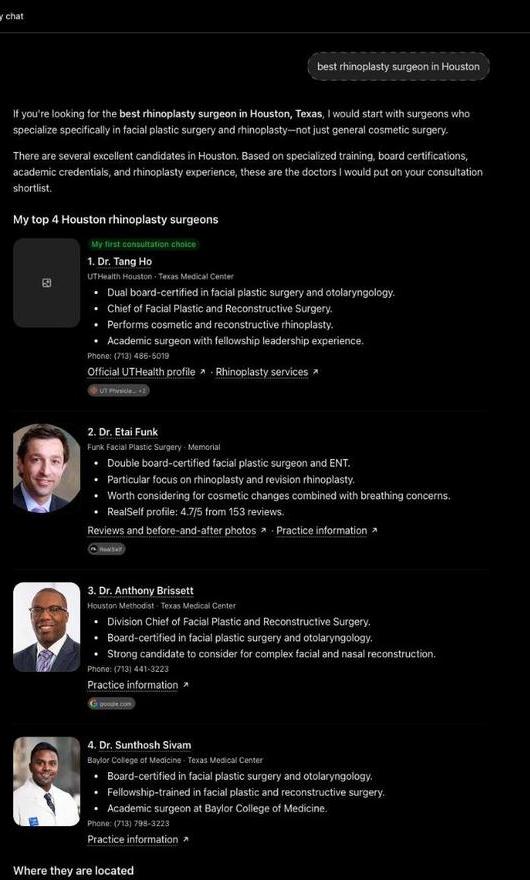 y chat
best rhinoplasty surgeon in Houston
If you're looking for the best rhinoplasty surgeon in Houston, Texas, I would start with surgeons who
specialize specifically in facial plastic surgery and rhinoplasty—not just general cosmetic surgery.
There are several excellent candidates in Houston. Based on specialized training, board certifications,
academic credentials, and rhinoplasty experience, these are the doctors I would put on your consultation
shortlist.
My top 4 Houston rhinoplasty surgeons
My first consultation choice
1. Dr. Tang Ho
UTHealth Houston · Texas Medical Center
• Dual board-certified in facial plastic surgery and otolaryngology.
• Chief of Facial Plastic and Reconstructive Surgery.
• Performs cosmetic and reconstructive rhinoplasty.
• Academic surgeon with fellowship leadership experience.
Phone: (713) 486-5019
Official UTHealth profile ↗ · Rhinoplasty services ↗
UT Physicia... +2
2. Dr. Etai Funk
Funk Facial Plastic Surgery · Memorial
• Double board-certified facial plastic surgeon and ENT.
• Particular focus on rhinoplasty and revision rhinoplasty.
• Worth considering for cosmetic changes combined with breathing concerns.
• RealSelf profile: 4.7/5 from 153 reviews.
Reviews and before-and-after photos ↗ · Practice information ↗
RealSelf
3. Dr. Anthony Brissett
Houston Methodist · Texas Medical Center
• Division Chief of Facial Plastic and Reconstructive Surgery.
• Board-certified in facial plastic surgery and otolaryngology.
• Strong candidate to consider for complex facial and nasal reconstruction.
Phone: (713) 441-3223
Practice information ↗
google.com
4. Dr. Sunthosh Sivam
Baylor College of Medicine · Texas Medical Center
• Board-certified in facial plastic surgery and otolaryngology.
• Fellowship-trained in facial plastic and reconstructive surgery.
• Academic surgeon at Baylor College of Medicine.
Phone: (713) 798-3223
Practice information ↗
Where they are located